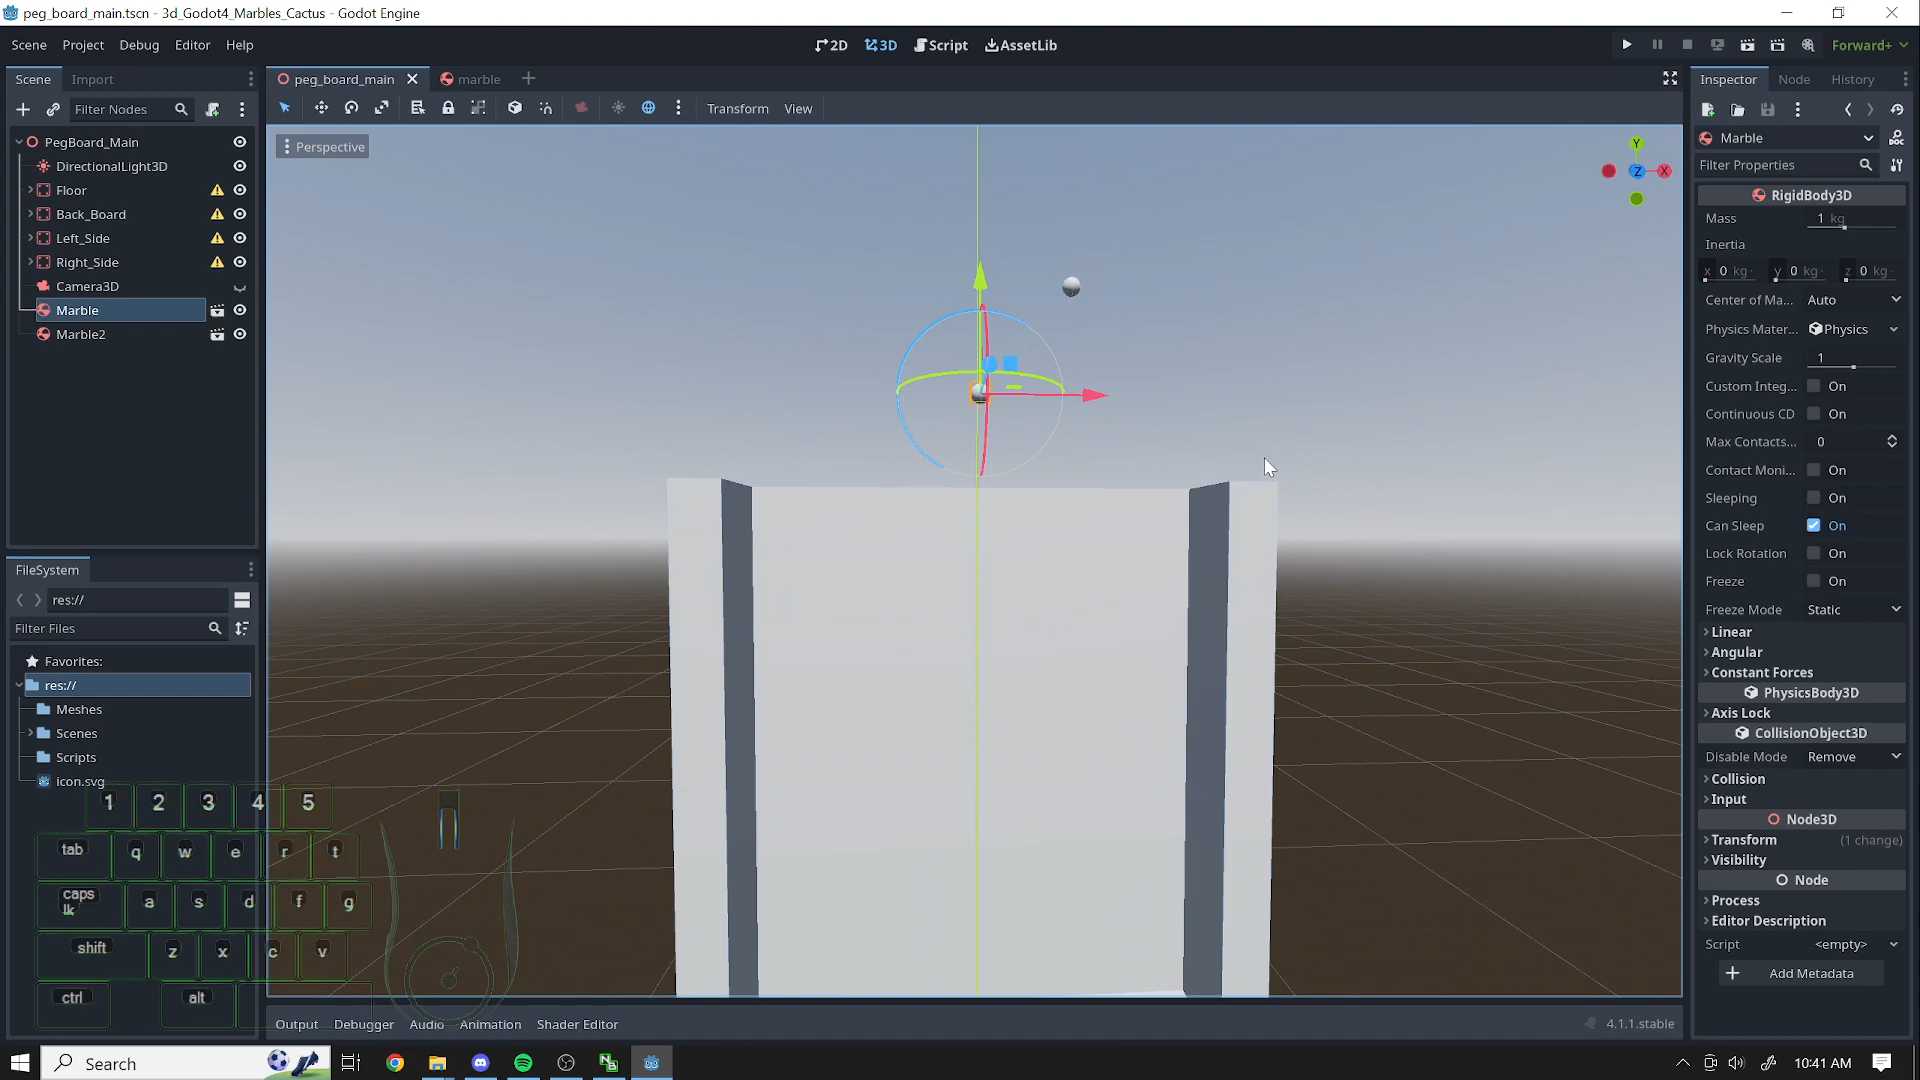 peg_board_main.tscn - 3d_Godot4_Marbles_Cactus - Godot Engine
Scene Project Debug Editor Help
2D 3D Script AssetLib
Forward+
Scene Import
peg_board_main marble
Inspector Node History
Filter Nodes
Transform View
PegBoard_Main
DirectionalLight3D
Floor
Back_Board
Left_Side
Right_Side
Camera3D
Marble
Marble2
Perspective
Y
Z
X
Marble
DOC
Filter Properties
RigidBody3D
Mass 1 kg
Inertia
x 0 kg· y 0 kg· z 0 kg·
Center of Ma... Auto
Physics Mater... Physics
Gravity Scale 1
Custom Integ... On
Continuous CD On
Max Contacts... 0
Contact Moni... On
Sleeping On
Can Sleep On
Lock Rotation On
Freeze On
Freeze Mode Static
Linear
Angular
Constant Forces
PhysicsBody3D
Axis Lock
CollisionObject3D
Disable Mode Remove
Collision
Input
Node3D
Transform (1 change)
Visibility
Node
Process
Editor Description
Script <empty>
Add Metadata
FileSystem
res://
Filter Files
Favorites:
res://
Meshes
Scenes
Scripts
icon.svg
1 2 3 4 5
tab q w e r t
caps lk a s d f g
shift z x c v
ctrl alt
Output Debugger Audio Animation Shader Editor
4.1.1.stable
Search
10:41 AM